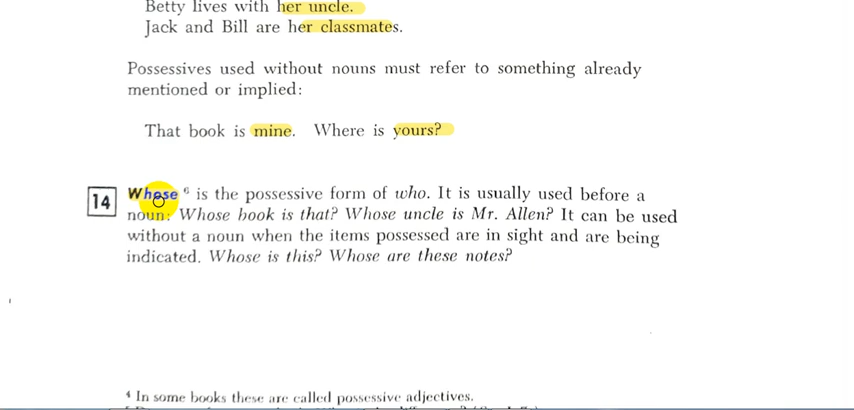 Betty lives with her uncle.
Jack and Bill are her classmates.
Possessives used without nouns must refer to something already
mentioned or implied:
That book is mine. Where is yours?
14
Whose ⁶ is the possessive form of who. It is usually used before a
noun: Whose book is that? Whose uncle is Mr. Allen? It can be used
without a noun when the items possessed are in sight and are being
indicated. Whose is this? Whose are these notes?
⁴ In some books these are called possessive adjectives.